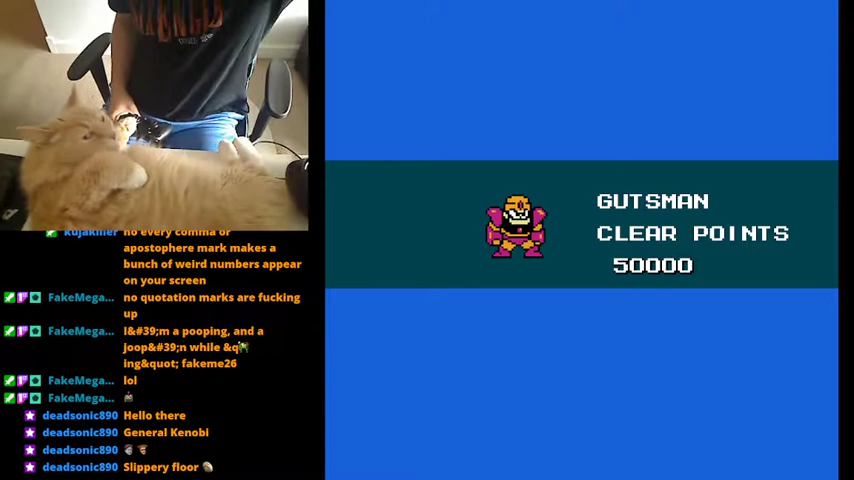 kujakiller no every comma or
apostophere mark makes a
bunch of weird numbers appear
on your screen
FakeMega... no quotation marks are fucking
up
FakeMega... I&#39;m a pooping, and a
joop&#39;n while &q
ing&quot; fakeme26
FakeMega... lol
FakeMega...
deadsonic890 Hello there
deadsonic890 General Kenobi
deadsonic890
deadsonic890 Slippery floor
GUTSMAN
CLEAR POINTS
50000